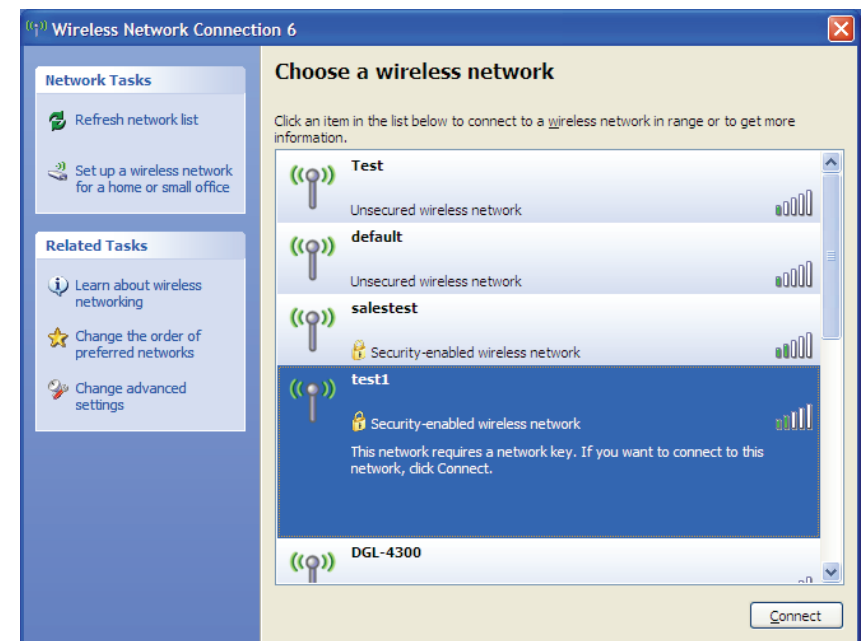 Wireless Network Connection 6
Network Tasks
Refresh network list
Set up a wireless network
for a home or small office
Related Tasks
Learn about wireless
networking
Change the order of
preferred networks
Change advanced
settings
Choose a wireless network
Click an item in the list below to connect to a wireless network in range or to get more
information.
Test
Unsecured wireless network
default
Unsecured wireless network
salestest
Security-enabled wireless network
test1
Security-enabled wireless network
This network requires a network key. If you want to connect to this
network, click Connect.
DGL-4300
Connect